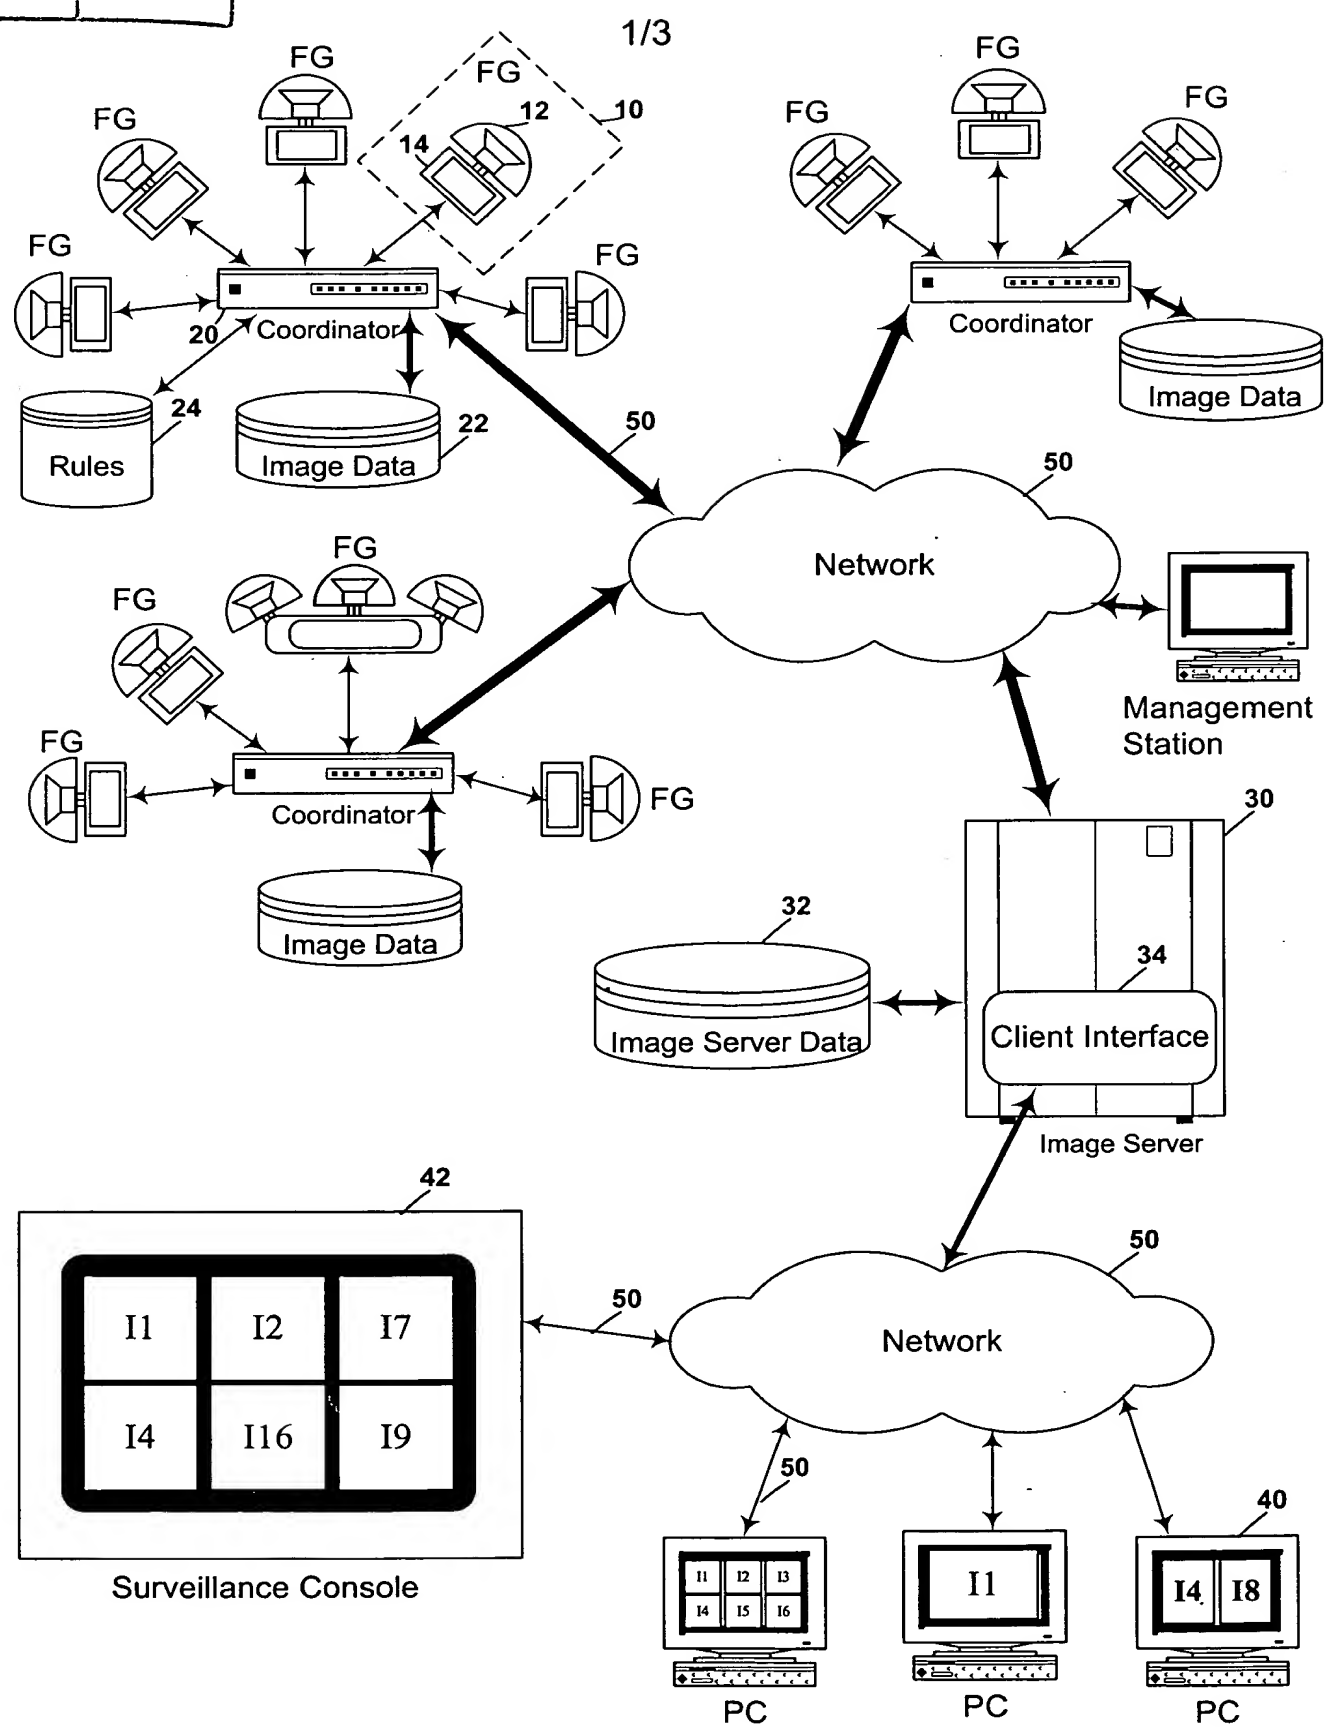 1/3
FG
FG
FG
FG
FG
12
10
14
FG
FG
FG
FG
20
Coordinator
Coordinator
24
22
50
Rules
Image Data
Image Data
50
Network
FG
FG
FG
FG
Coordinator
Image Data
Management
Station
30
32
34
Image Server Data
Client Interface
Image Server
42
I1
I2
I7
I4
I16
I9
Surveillance Console
50
50
Network
50
40
I1
I2
I3
I4
I5
I6
PC
I1
PC
I4
I8
PC